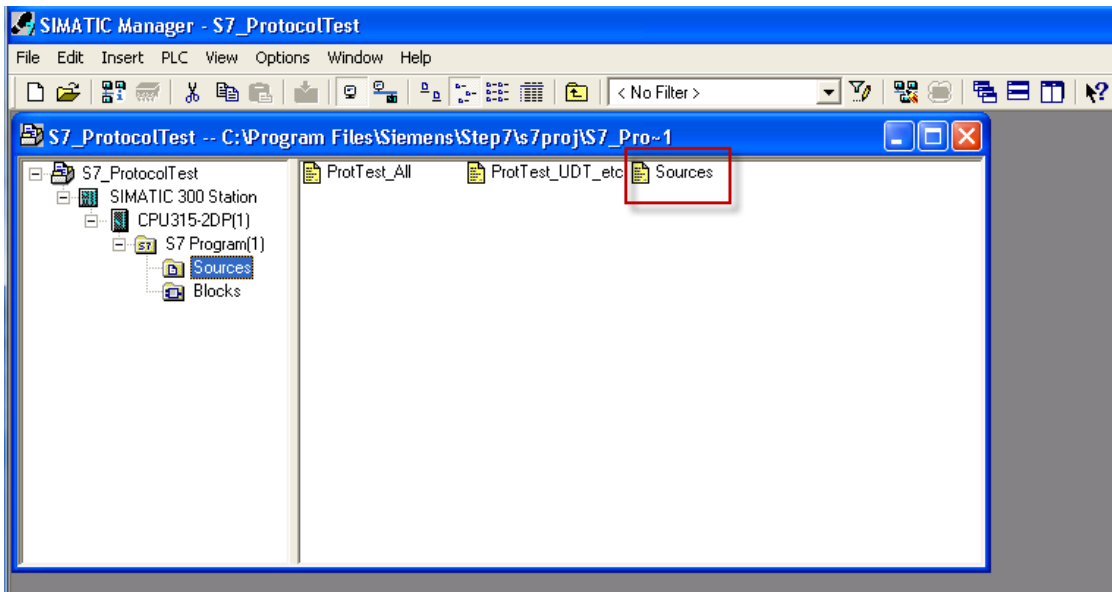 SIMATIC Manager - S7_ProtocolTest
File Edit Insert PLC View Options Window Help
< No Filter >
S7_ProtocolTest -- C:\Program Files\Siemens\Step7\s7proj\S7_Pro~1
S7_ProtocolTest
SIMATIC 300 Station
CPU315-2DP(1)
S7 Program(1)
Sources
Blocks
ProtTest_All ProtTest_UDT_etc Sources